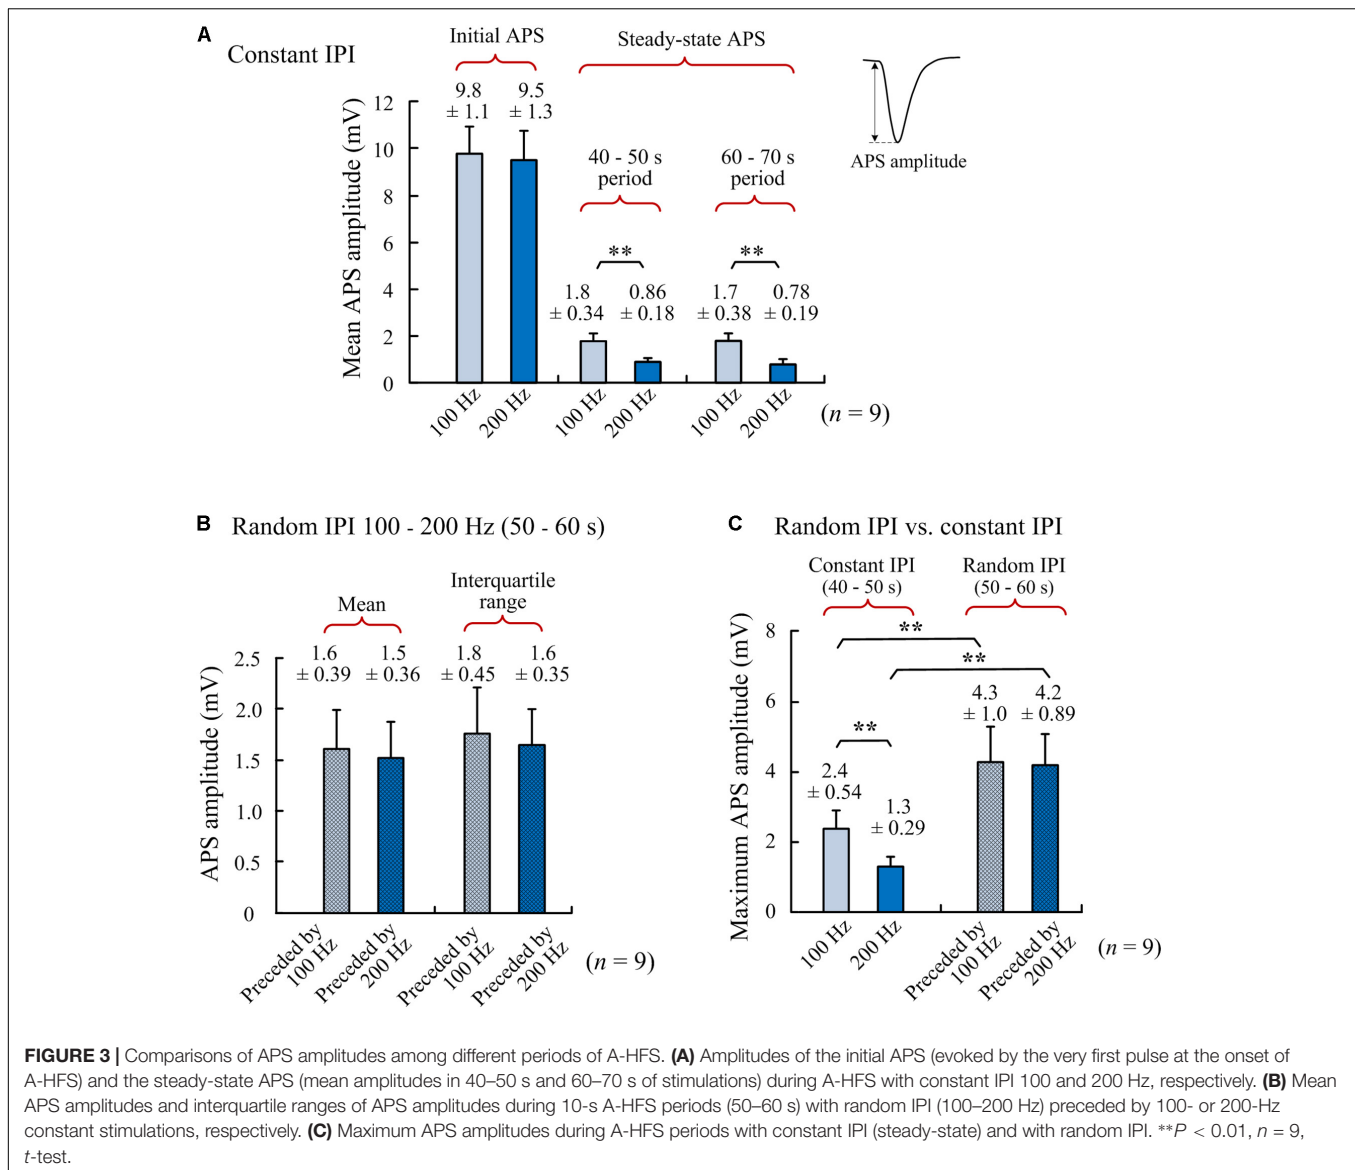 A
Constant IPI
Initial APS
Steady-state APS
9.8
± 1.1
9.5
± 1.3
40 - 50 s
period
60 - 70 s
period
**
**
1.8
± 0.34
0.86
± 0.18
1.7
± 0.38
0.78
± 0.19
Mean APS amplitude (mV)
12
10
8
6
4
2
0
100 Hz
200 Hz
100 Hz
200 Hz
100 Hz
200 Hz
(n = 9)
APS amplitude
B
Random IPI 100 - 200 Hz (50 - 60 s)
Mean
Interquartile
range
1.6
± 0.39
1.5
± 0.36
1.8
± 0.45
1.6
± 0.35
APS amplitude (mV)
2.5
2.0
1.5
1.0
0.5
0
Preceded by
100 Hz
Preceded by
200 Hz
Preceded by
100 Hz
Preceded by
200 Hz
(n = 9)
C
Random IPI vs. constant IPI
Constant IPI
(40 - 50 s)
Random IPI
(50 - 60 s)
**
**
**
2.4
± 0.54
1.3
± 0.29
4.3
± 1.0
4.2
± 0.89
Maximum APS amplitude (mV)
8
6
4
2
0
100 Hz
200 Hz
Preceded by
100 Hz
Preceded by
200 Hz
(n = 9)
FIGURE 3 | Comparisons of APS amplitudes among different periods of A-HFS. (A) Amplitudes of the initial APS (evoked by the very first pulse at the onset of
A-HFS) and the steady-state APS (mean amplitudes in 40–50 s and 60–70 s of stimulations) during A-HFS with constant IPI 100 and 200 Hz, respectively. (B) Mean
APS amplitudes and interquartile ranges of APS amplitudes during 10-s A-HFS periods (50–60 s) with random IPI (100–200 Hz) preceded by 100- or 200-Hz
constant stimulations, respectively. (C) Maximum APS amplitudes during A-HFS periods with constant IPI (steady-state) and with random IPI. **P < 0.01, n = 9,
t-test.